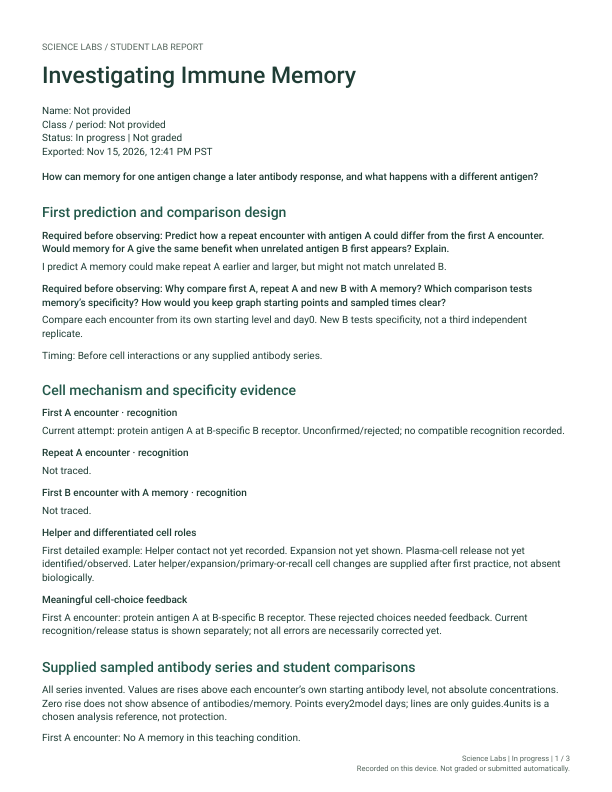 SCIENCE LABS / STUDENT LAB REPORT
Investigating Immune Memory
Name: Not provided
Class / period: Not provided
Status: In progress | Not graded
Exported: Nov 15, 2026, 12:41 PM PST
How can memory for one antigen change a later antibody response, and what happens with a different antigen?
First prediction and comparison design
Required before observing: Predict how a repeat encounter with antigen A could differ from the first A encounter.
Would memory for A give the same benefit when unrelated antigen B first appears? Explain.
I predict A memory could make repeat A earlier and larger, but might not match unrelated B.
Required before observing: Why compare first A, repeat A and new B with A memory? Which comparison tests
memory's specificity? How would you keep graph starting points and sampled times clear?
Compare each encounter from its own starting level and day0. New B tests specificity, not a third independent
replicate.
Timing: Before cell interactions or any supplied antibody series.
Cell mechanism and specificity evidence
First A encounter · recognition
Current attempt: protein antigen A at B-specific B receptor. Unconfirmed/rejected; no compatible recognition recorded.
Repeat A encounter · recognition
Not traced.
First B encounter with A memory · recognition
Not traced.
Helper and differentiated cell roles
First detailed example: Helper contact not yet recorded. Expansion not yet shown. Plasma-cell release not yet
identified/observed. Later helper/expansion/primary-or-recall cell changes are supplied after first practice, not absent
biologically.
Meaningful cell-choice feedback
First A encounter: protein antigen A at B-specific B receptor. These rejected choices needed feedback. Current
recognition/release status is shown separately; not all errors are necessarily corrected yet.
Supplied sampled antibody series and student comparisons
All series invented. Values are rises above each encounter's own starting antibody level, not absolute concentrations.
Zero rise does not show absence of antibodies/memory. Points every2model days; lines are only guides.4units is a
chosen analysis reference, not protection.
First A encounter: No A memory in this teaching condition.
Science Labs | In progress | 1 / 3
Recorded on this device. Not graded or submitted automatically.